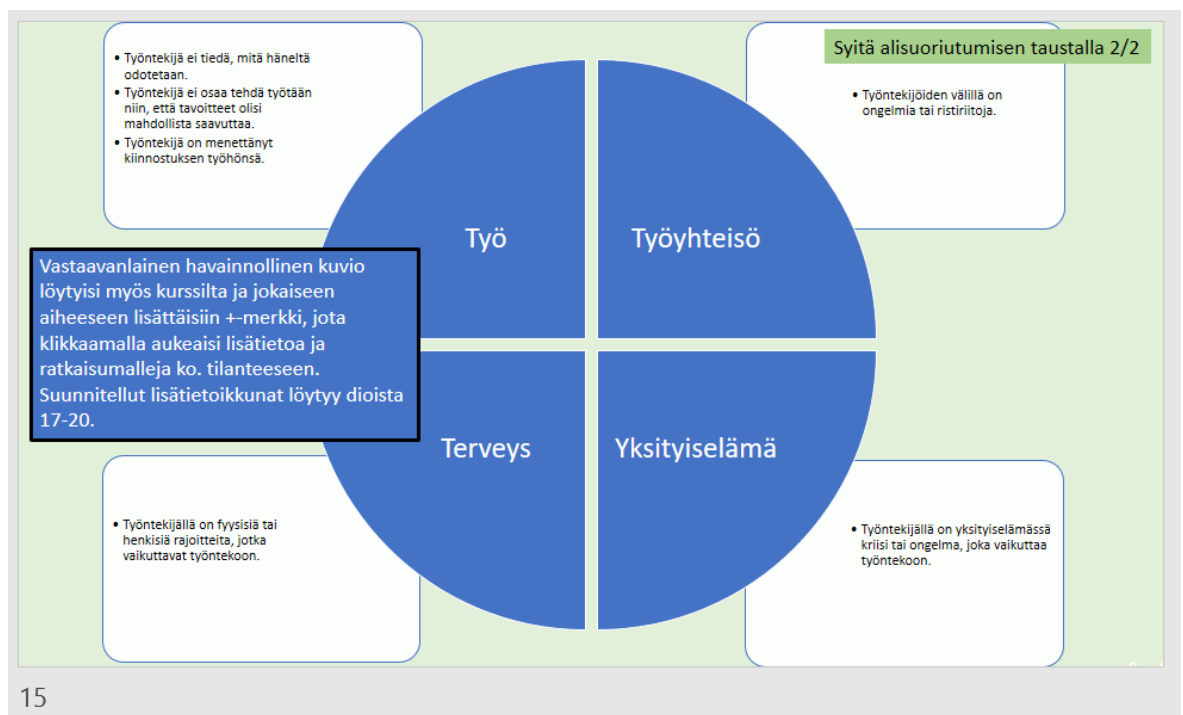 Syitä alisuoriutumisen taustalla 2/2
• Työntekijä ei tiedä, mitä häneltä
odotetaan.
• Työntekijä ei osaa tehdä työtään
niin, että tavoitteet olisi
mahdollista saavuttaa.
• Työntekijä on menettänyt
kiinnostuksen työhönsä.
• Työntekijöiden välillä on
ongelmia tai ristiriitoja.
Työ
Työyhteisö
Vastaavanlainen havainnollinen kuvio
löytyisi myös kurssilta ja jokaiseen
aiheeseen lisättäisiin +-merkki, jota
klikkaamalla aukeaisi lisätietoa ja
ratkaisumalleja ko. tilanteeseen.
Suunnitellut lisätietoikkunat löytyy dioista
17-20.
Terveys
Yksityiselämä
• Työntekijällä on fyysisiä tai
henkisiä rajoitteita, jotka
vaikuttavat työntekoon.
• Työntekijällä on yksityiselämässä
kriisi tai ongelma, joka vaikuttaa
työntekoon.
15